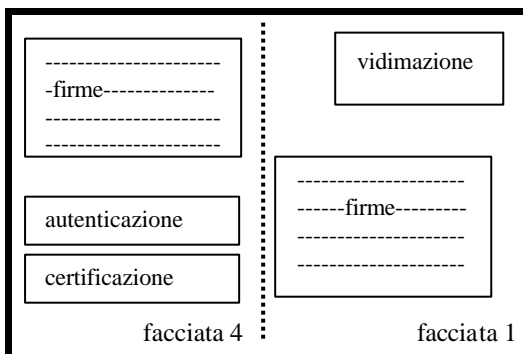 ----------------------
-firme--------------
----------------------
----------------------
autenticazione
certificazione
facciata 4
vidimazione
---------------------
------firme---------
---------------------
---------------------
facciata 1